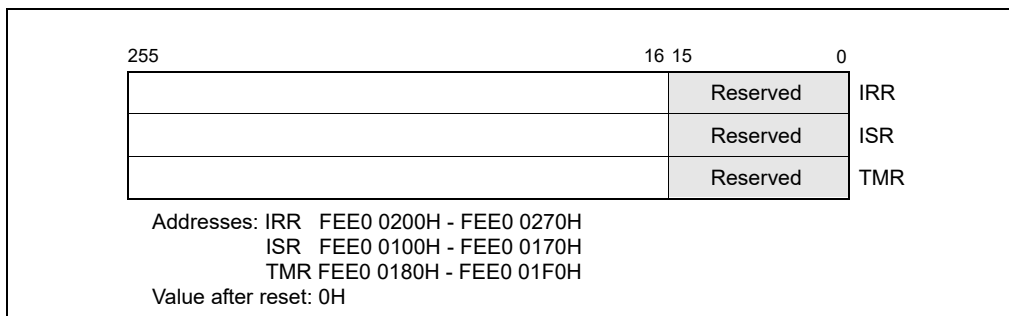 255 16 15 0
Reserved IRR
Reserved ISR
Reserved TMR
Addresses: IRR FEE0 0200H - FEE0 0270H
ISR FEE0 0100H - FEE0 0170H
TMR FEE0 0180H - FEE0 01F0H
Value after reset: 0H